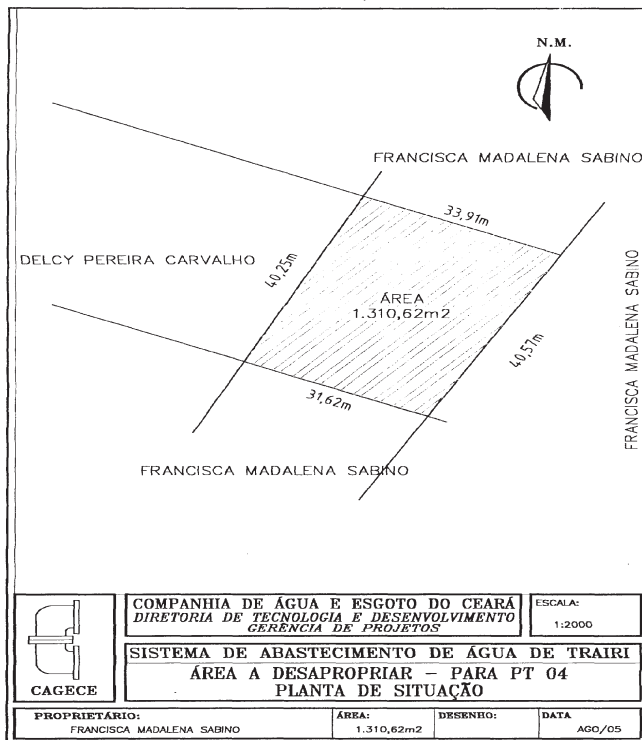 N.M.
FRANCISCA MADALENA SABINO
33,91m
DELCY PEREIRA CARVALHO
40,25m
ÁREA
1.310,62m2
40,57m
FRANCISCA MADALENA SABINO
31,62m
FRANCISCA MADALENA SABINO
CAGECE
COMPANHIA DE ÁGUA E ESGOTO DO CEARÁ
DIRETORIA DE TECNOLOGIA E DESENVOLVIMENTO
GERÊNCIA DE PROJETOS
ESCALA:
1:2000
SISTEMA DE ABASTECIMENTO DE ÁGUA DE TRAIRI
ÁREA A DESAPROPRIAR – PARA PT 04
PLANTA DE SITUAÇÃO
PROPRIETÁRIO:
FRANCISCA MADALENA SABINO
ÁREA:
1.310,62m2
DESENHO:
DATA
AGO/05